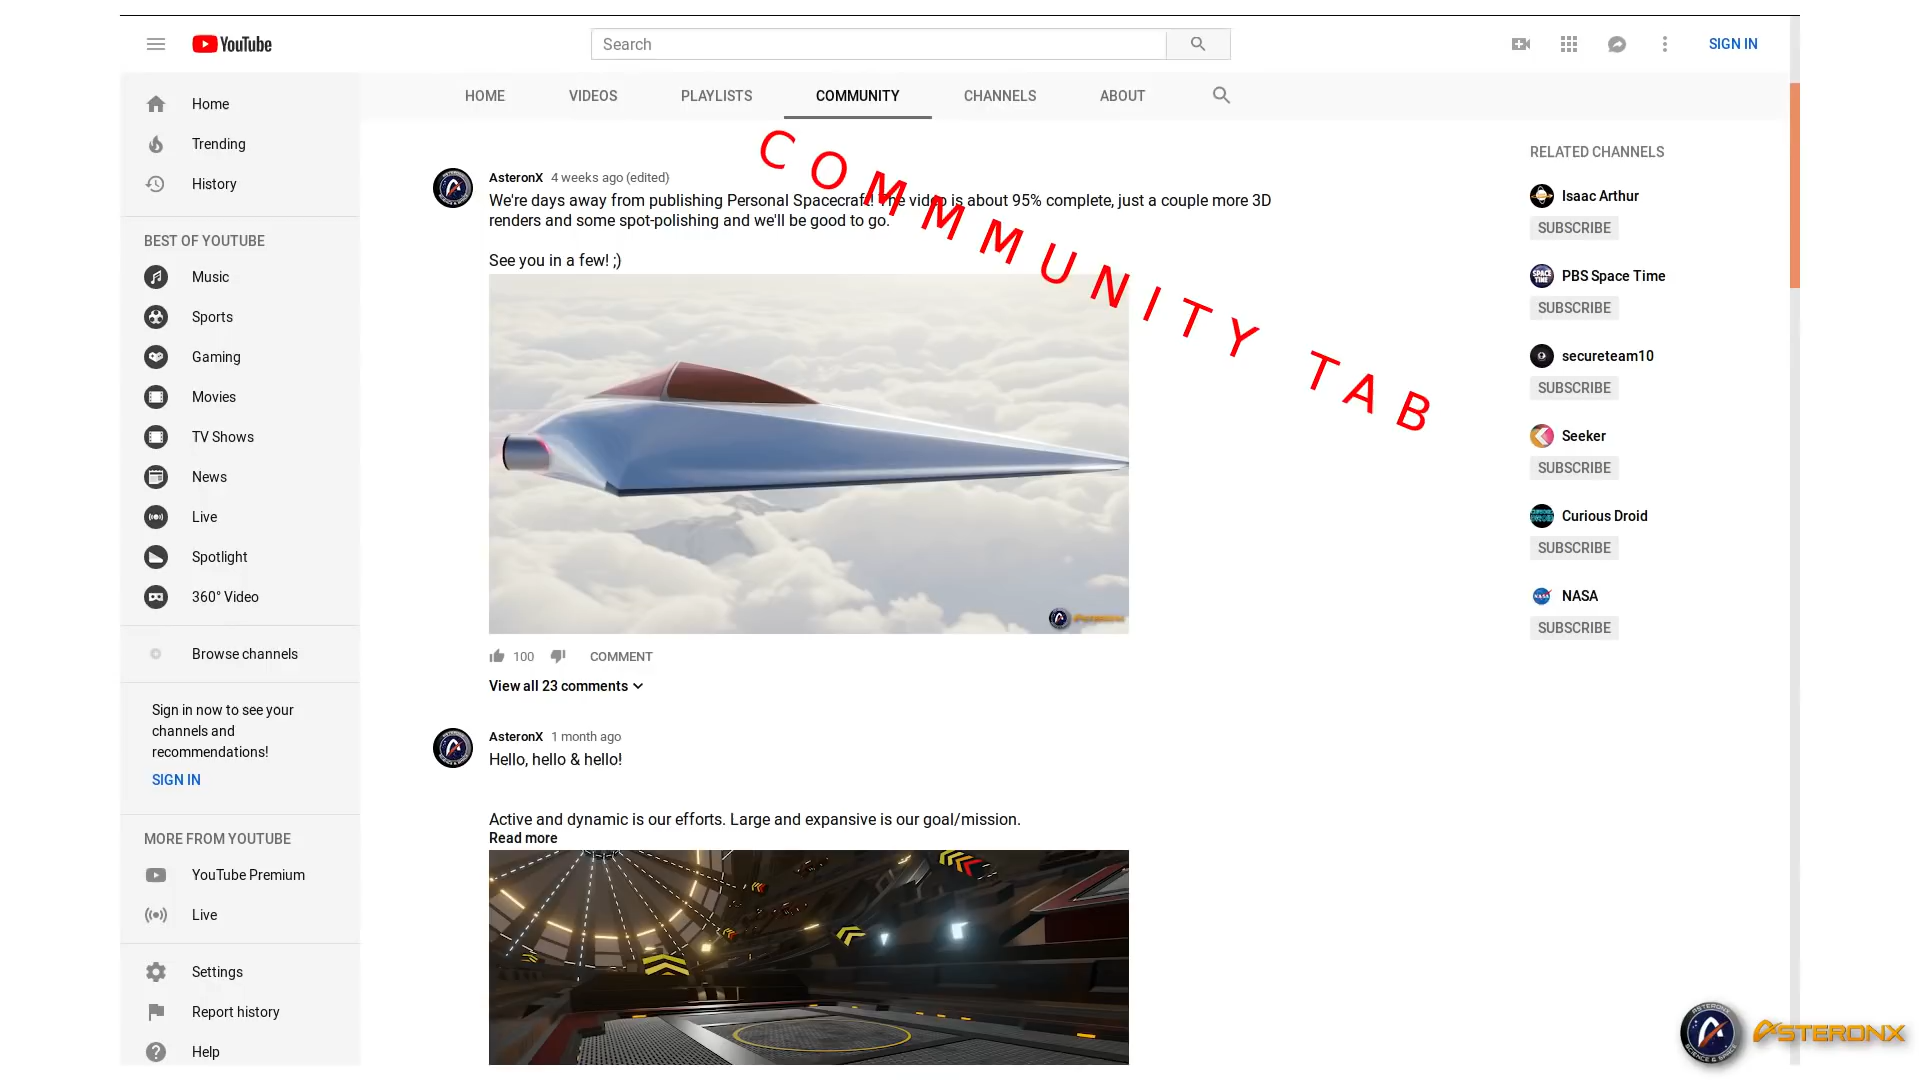 YouTube
Search
SIGN IN
Home
Trending
History
BEST OF YOUTUBE
Music
Sports
Gaming
Movies
TV Shows
News
Live
Spotlight
360° Video
Browse channels
Sign in now to see your
channels and
recommendations!
SIGN IN
MORE FROM YOUTUBE
YouTube Premium
Live
Settings
Report history
Help
HOME
VIDEOS
PLAYLISTS
COMMUNITY
CHANNELS
ABOUT
COMMMUNITY TAB
AsteronX 4 weeks ago (edited)
We're days away from publishing Personal Spacecraft! The video is about 95% complete, just a couple more 3D
renders and some spot-polishing and we'll be good to go.
See you in a few! ;)
ASTERONX
100
COMMENT
View all 23 comments
AsteronX 1 month ago
Hello, hello & hello!
Active and dynamic is our efforts. Large and expansive is our goal/mission.
Read more
RELATED CHANNELS
Isaac Arthur
SUBSCRIBE
SPACE
TIME
PBS Space Time
SUBSCRIBE
secureteam10
SUBSCRIBE
Seeker
SUBSCRIBE
Curious Droid
SUBSCRIBE
NASA
NASA
SUBSCRIBE
ASTERONX
SCIENCE & SPACE
ASTERONX